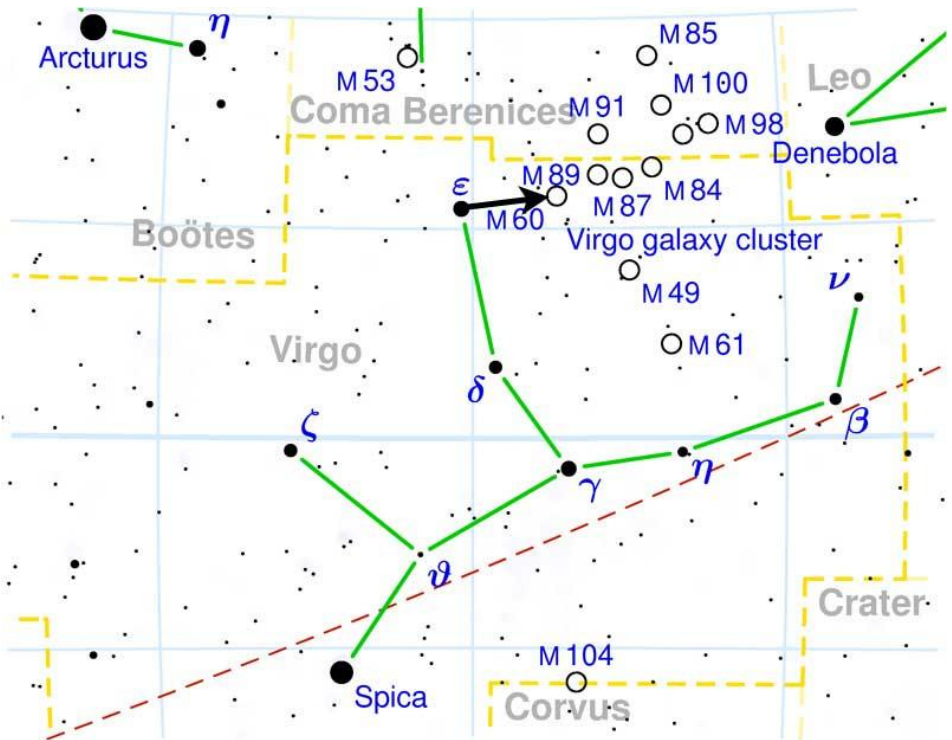 η
Arcturus
M 85
M 53
M 100
Leo
Coma Berenices
M 91
M 98
Denebola
M 89
ε
M 84
M 87
M 60
Boötes
Virgo galaxy cluster
ν
M 49
Virgo
M 61
δ
ζ
β
η
γ
ϑ
Crater
M 104
Spica
Corvus